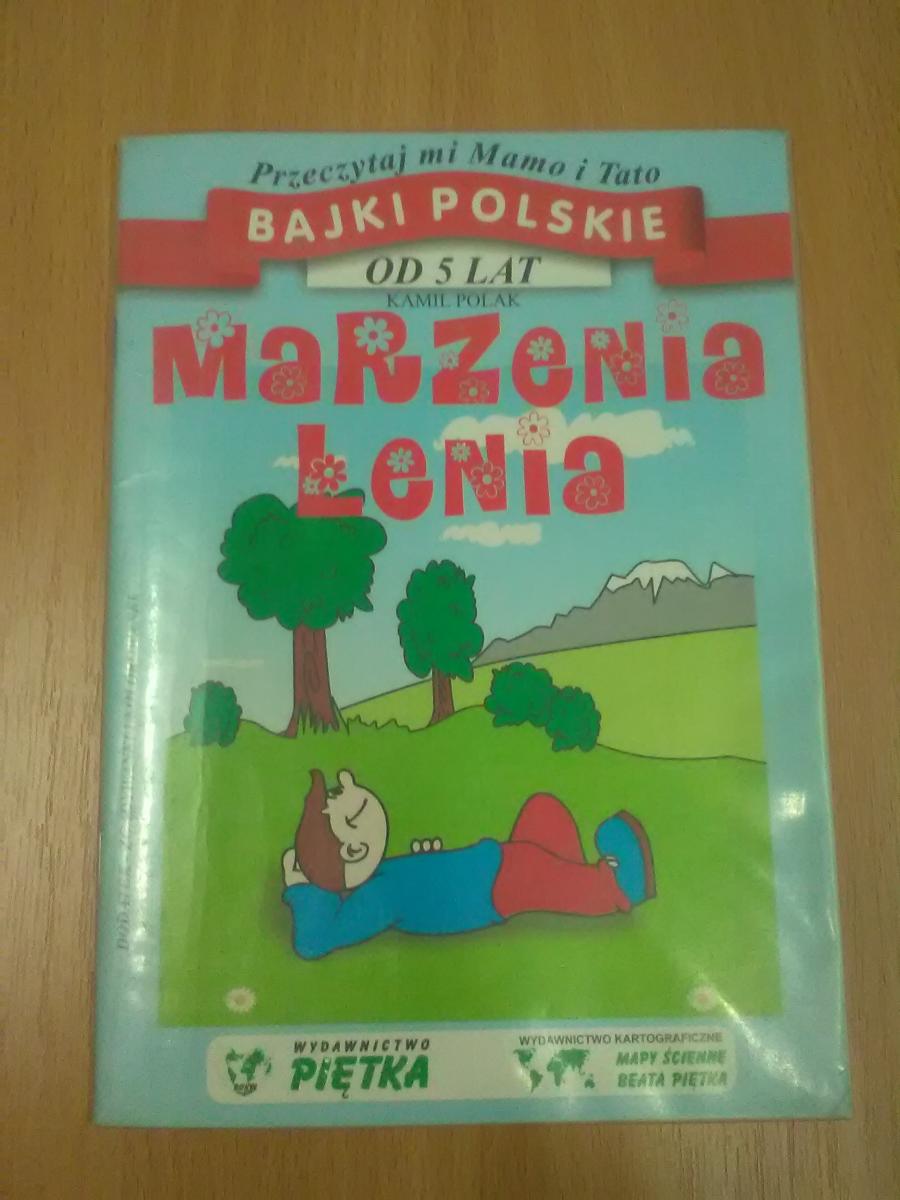 Przeczytaj mi Mamo i Tato
BAJKI POLSKIE
OD 5 LAT
KAMIL POLAK
MaRZeNia
LeNia
WYDAWNICTWO
PIĘTKA
WYDAWNICTWO KARTOGRAFICZNE
MAPY ŚCIENNE
BEATA PIĘTKA